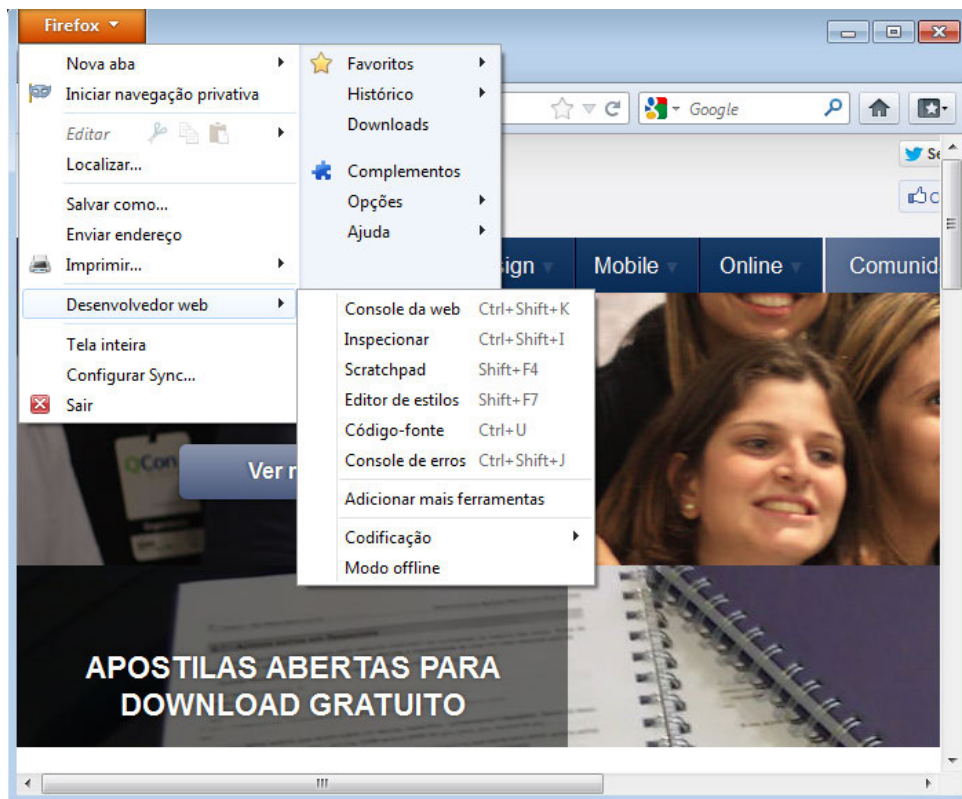 Firefox
Nova aba
Iniciar navegação privativa
Editar
Localizar...
Salvar como...
Enviar endereço
Imprimir...
Desenvolvedor web
Tela inteira
Configurar Sync...
Sair
Favoritos
Histórico
Downloads
Complementos
Opções
Ajuda
Google
Se
C
ign
Mobile
Online
Comunid
Console da web Ctrl+Shift+K
Inspecionar Ctrl+Shift+I
Scratchpad Shift+F4
Editor de estilos Shift+F7
Código-fonte Ctrl+U
Console de erros Ctrl+Shift+J
Adicionar mais ferramentas
Codificação
Modo offline
QCon
Ver
APOSTILAS ABERTAS PARA
DOWNLOAD GRATUITO